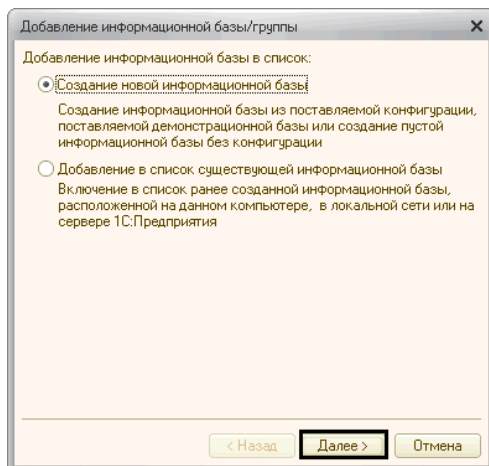 Добавление информационной базы/группы
Добавление информационной базы в список:
Создание новой информационной базы
Создание информационной базы из поставляемой конфигурации,
поставляемой демонстрационной базы или создание пустой
информационной базы без конфигурации
Добавление в список существующей информационной базы
Включение в список ранее созданной информационной базы,
расположенной на данном компьютере, в локальной сети или на
сервере 1С:Предприятия
< Назад Далее > Отмена